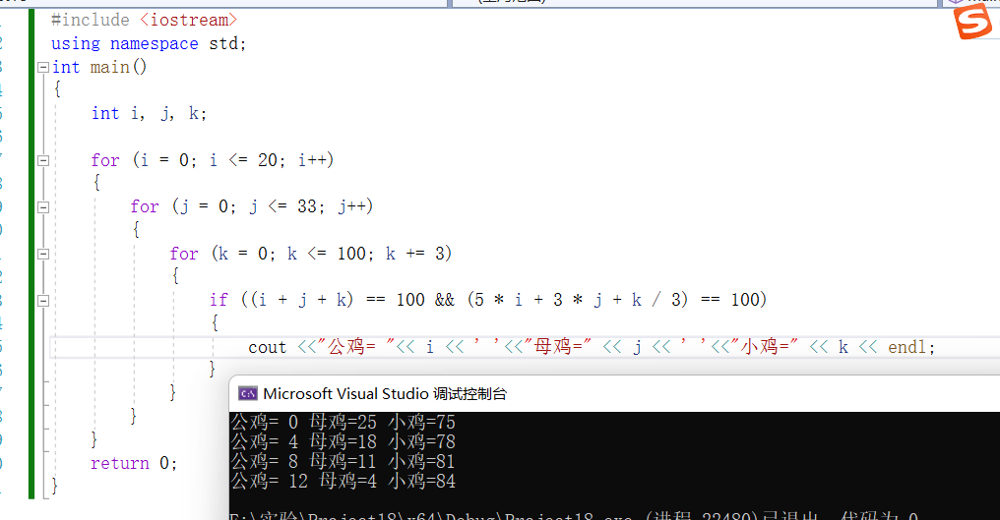 #include <iostream>
using namespace std;
int main()
{
int i, j, k;
for (i = 0; i <= 20; i++)
{
for (j = 0; j <= 33; j++)
{
for (k = 0; k <= 100; k += 3)
{
if ((i + j + k) == 100 && (5 * i + 3 * j + k / 3) == 100)
{
cout <<"公鸡= "<< i << ' '<<"母鸡=" << j << ' '<<"小鸡=" << k << endl;
}
}
}
}
return 0;
}
Microsoft Visual Studio 调试控制台
公鸡= 0 母鸡=25 小鸡=75
公鸡= 4 母鸡=18 小鸡=78
公鸡= 8 母鸡=11 小鸡=81
公鸡= 12 母鸡=4 小鸡=84